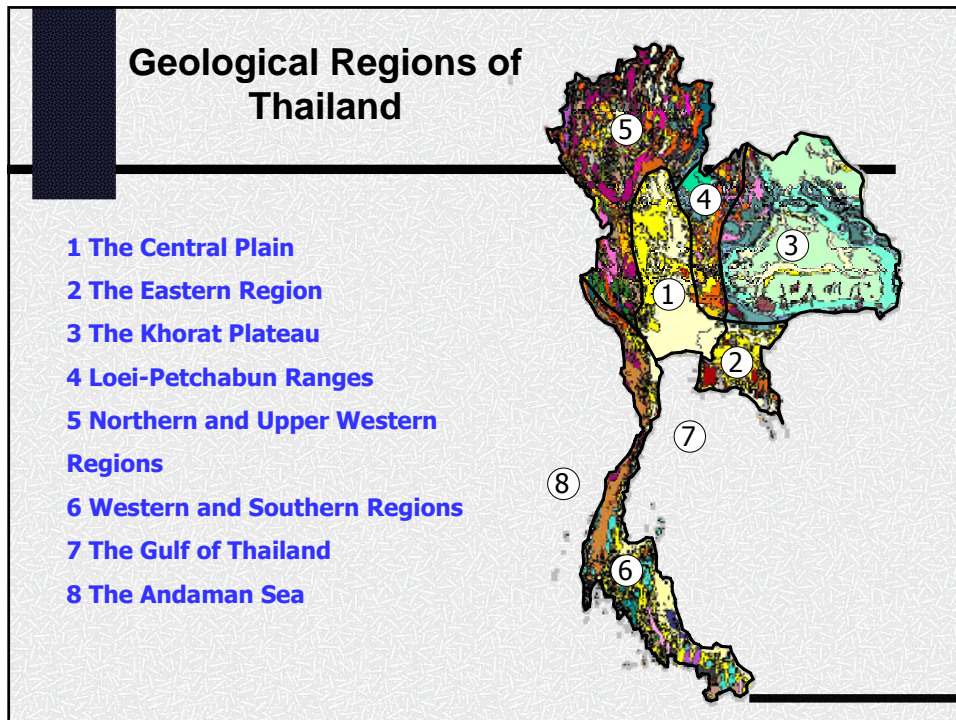 Geological Regions of
Thailand
1 The Central Plain
2 The Eastern Region
3 The Khorat Plateau
4 Loei-Petchabun Ranges
5 Northern and Upper Western
Regions
6 Western and Southern Regions
7 The Gulf of Thailand
8 The Andaman Sea
5
4
3
1
2
7
8
6